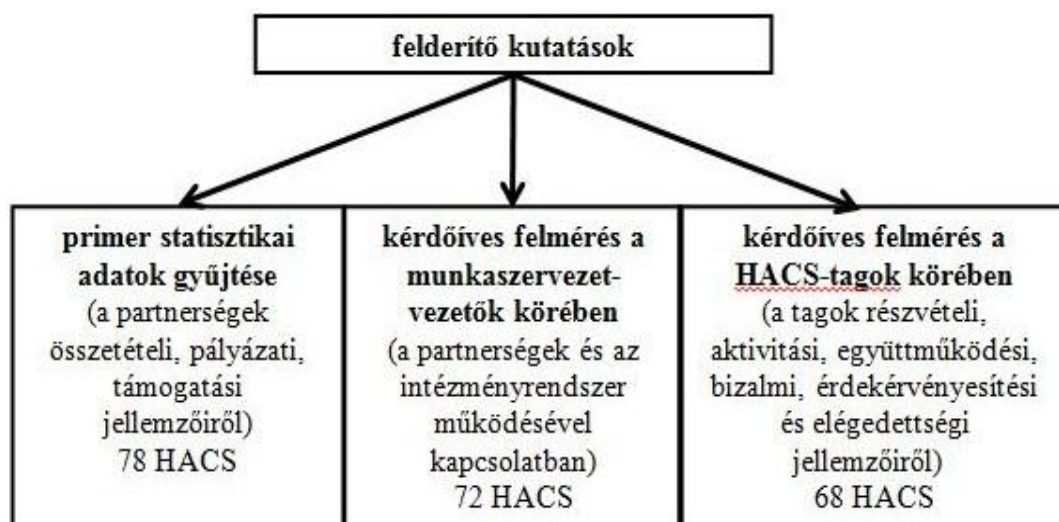 felderítő kutatások
primer statisztikai
adatok gyűjtése
(a partnerségek
összetételi, pályázati,
támogatási
jellemzőiről)
78 HACS
kérdőíves felmérés a
munkaszervezet-
vezetők körében
(a partnerségek és az
intézményrendszer
működésével
kapcsolatban)
72 HACS
kérdőíves felmérés a
HACS-tagok körében
(a tagok részvételi,
aktivitási, együttműködési,
bizalmi, érdekérvényesítési
és elégedettségi
jellemzőiről)
68 HACS